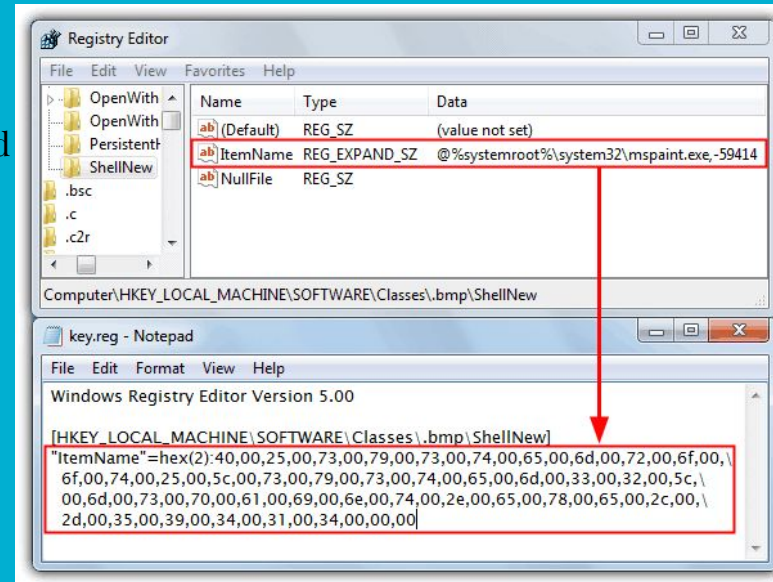 Registry Editor
File Edit View Favorites Help
OpenWith
OpenWith
d
PersistentH
ShellNew
.bsc
.c
.c2r
Name Type Data
ab (Default) REG_SZ (value not set)
ab ItemName REG_EXPAND_SZ @%systemroot%\system32\mspaint.exe,-59414
ab NullFile REG_SZ
Computer\HKEY_LOCAL_MACHINE\SOFTWARE\Classes\.bmp\ShellNew
key.reg - Notepad
File Edit Format View Help
Windows Registry Editor Version 5.00
[HKEY_LOCAL_MACHINE\SOFTWARE\Classes\.bmp\ShellNew]
"ItemName"=hex(2):40,00,25,00,73,00,79,00,73,00,74,00,65,00,6d,00,72,00,6f,00,\
6f,00,74,00,25,00,5c,00,73,00,79,00,73,00,74,00,65,00,6d,00,33,00,32,00,5c,\
00,6d,00,73,00,70,00,61,00,69,00,6e,00,74,00,2e,00,65,00,78,00,65,00,2c,00,\
2d,00,35,00,39,00,34,00,31,00,34,00,00,00